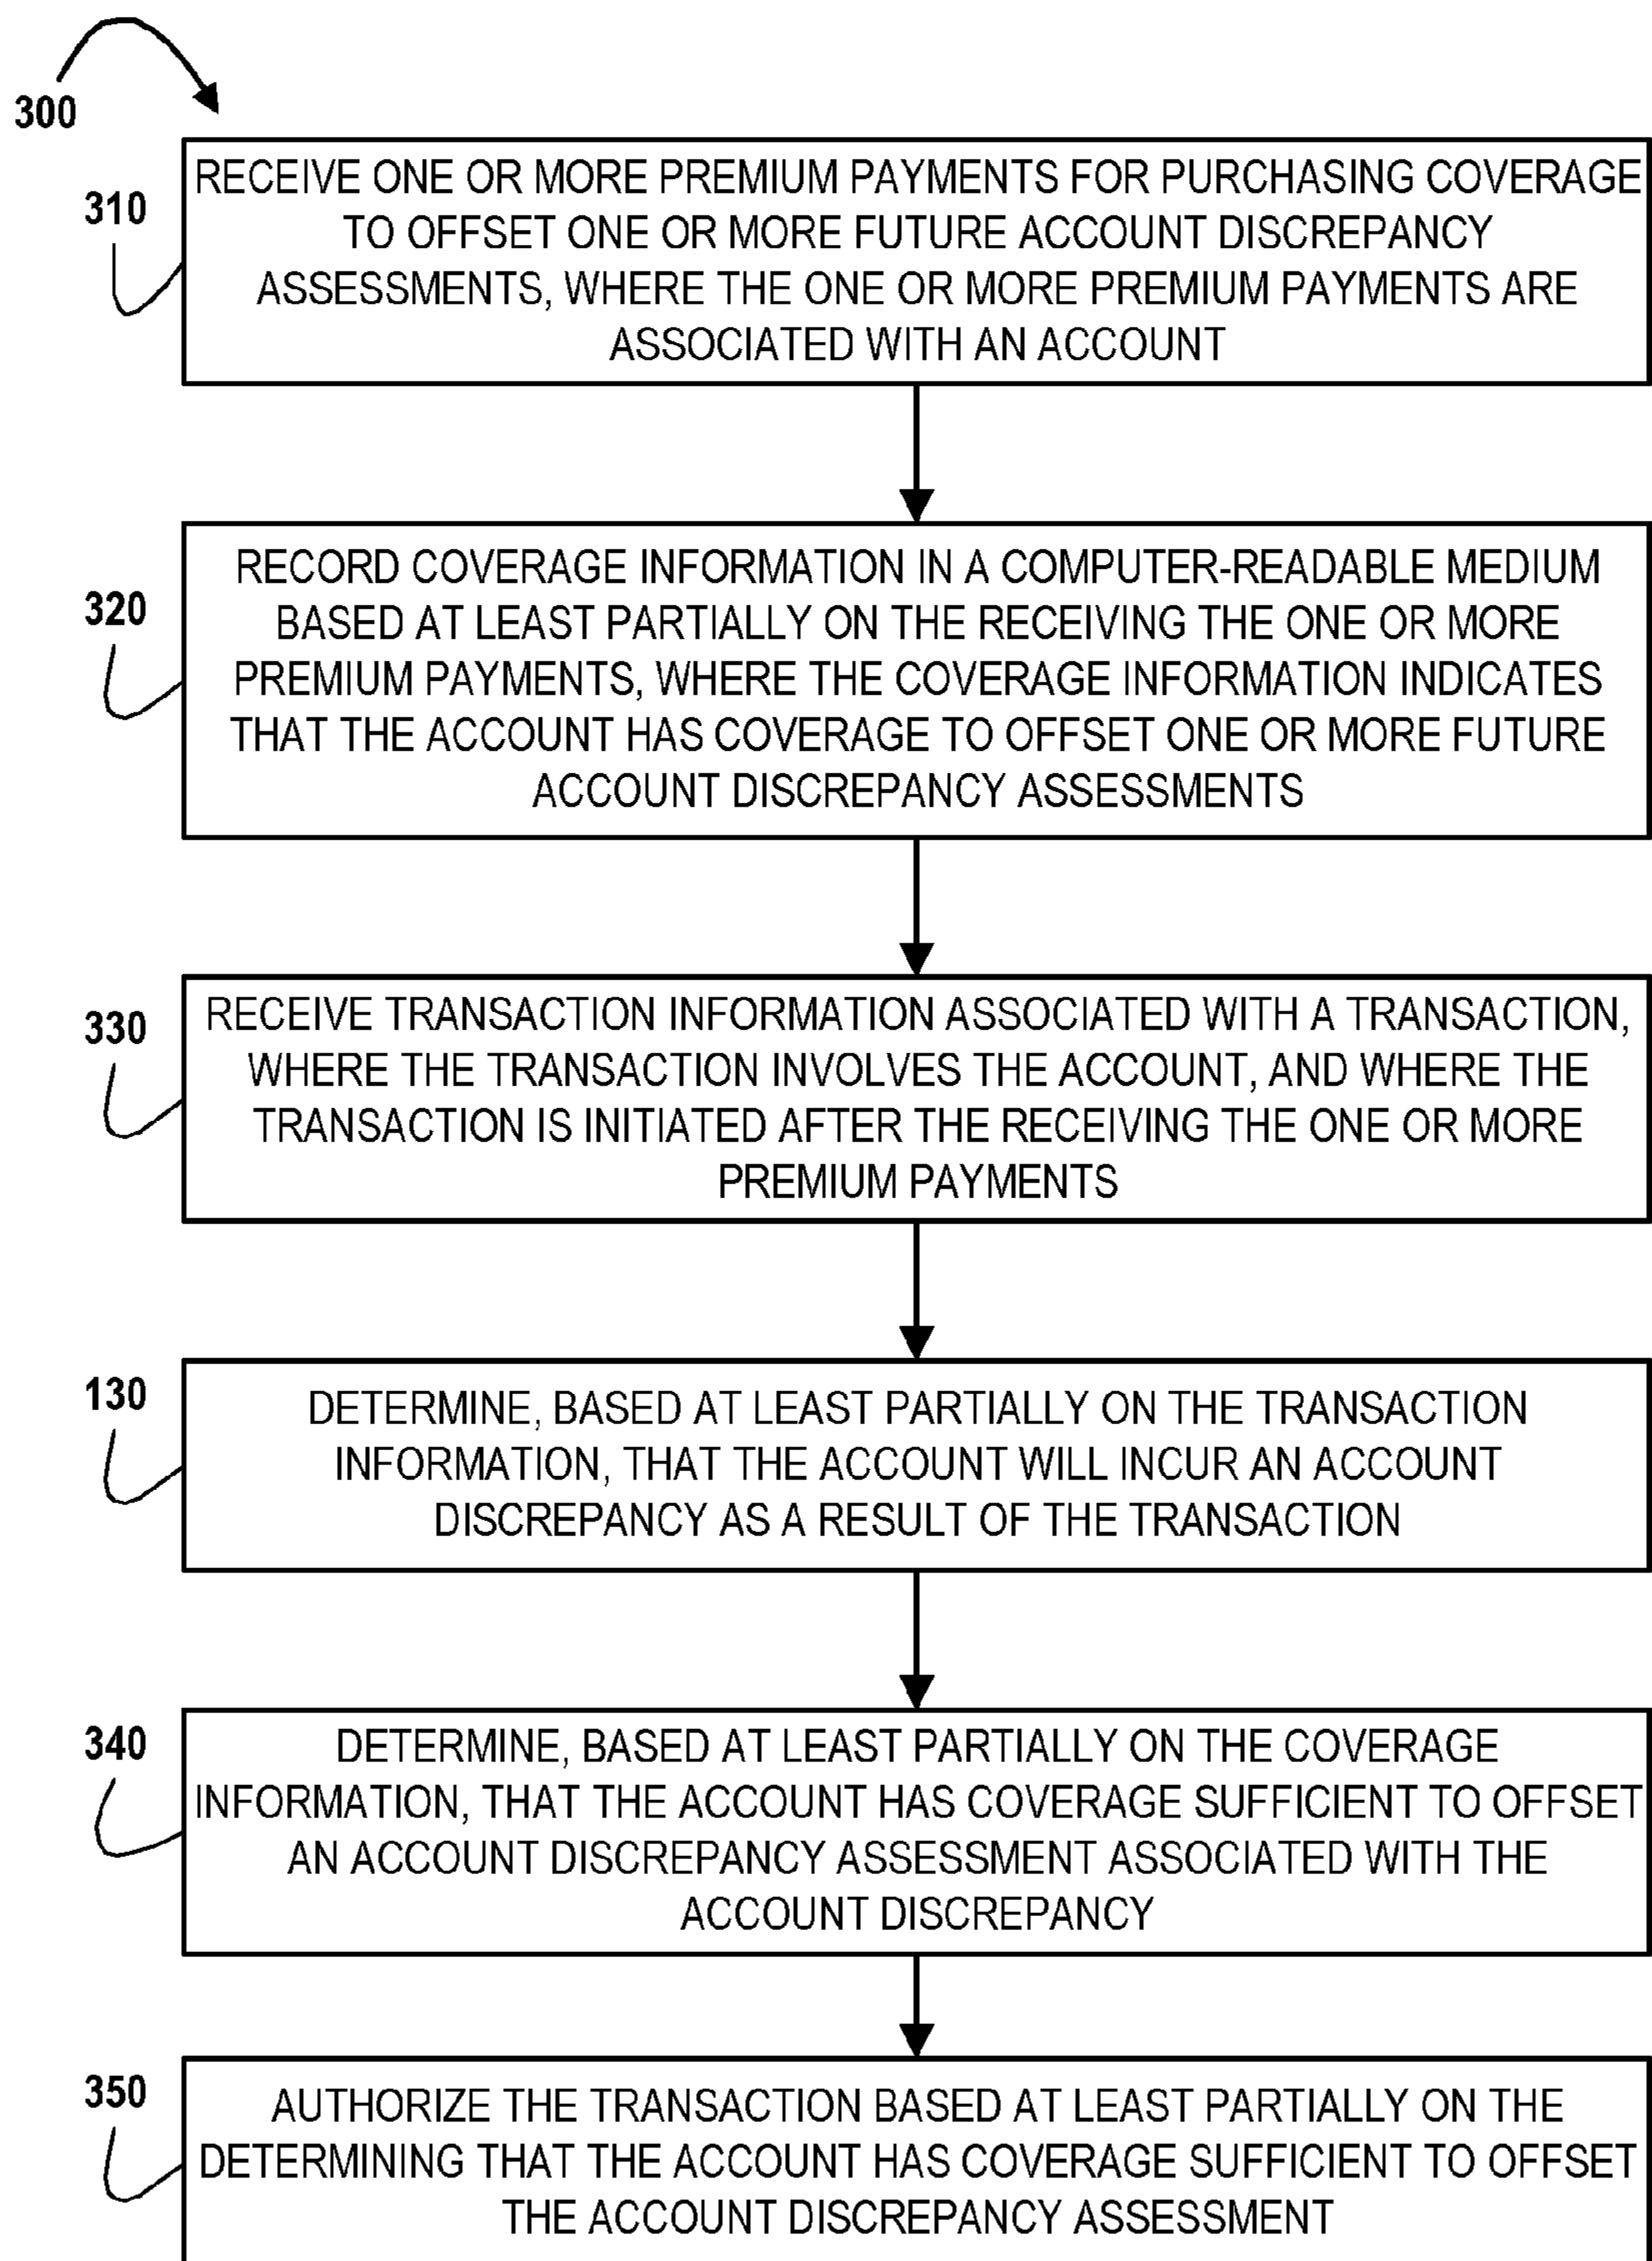 300
310
RECEIVE ONE OR MORE PREMIUM PAYMENTS FOR PURCHASING COVERAGE
TO OFFSET ONE OR MORE FUTURE ACCOUNT DISCREPANCY
ASSESSMENTS, WHERE THE ONE OR MORE PREMIUM PAYMENTS ARE
ASSOCIATED WITH AN ACCOUNT
320
RECORD COVERAGE INFORMATION IN A COMPUTER-READABLE MEDIUM
BASED AT LEAST PARTIALLY ON THE RECEIVING THE ONE OR MORE
PREMIUM PAYMENTS, WHERE THE COVERAGE INFORMATION INDICATES
THAT THE ACCOUNT HAS COVERAGE TO OFFSET ONE OR MORE FUTURE
ACCOUNT DISCREPANCY ASSESSMENTS
330
RECEIVE TRANSACTION INFORMATION ASSOCIATED WITH A TRANSACTION,
WHERE THE TRANSACTION INVOLVES THE ACCOUNT, AND WHERE THE
TRANSACTION IS INITIATED AFTER THE RECEIVING THE ONE OR MORE
PREMIUM PAYMENTS
130
DETERMINE, BASED AT LEAST PARTIALLY ON THE TRANSACTION
INFORMATION, THAT THE ACCOUNT WILL INCUR AN ACCOUNT
DISCREPANCY AS A RESULT OF THE TRANSACTION
340
DETERMINE, BASED AT LEAST PARTIALLY ON THE COVERAGE
INFORMATION, THAT THE ACCOUNT HAS COVERAGE SUFFICIENT TO OFFSET
AN ACCOUNT DISCREPANCY ASSESSMENT ASSOCIATED WITH THE
ACCOUNT DISCREPANCY
350
AUTHORIZE THE TRANSACTION BASED AT LEAST PARTIALLY ON THE
DETERMINING THAT THE ACCOUNT HAS COVERAGE SUFFICIENT TO OFFSET
THE ACCOUNT DISCREPANCY ASSESSMENT